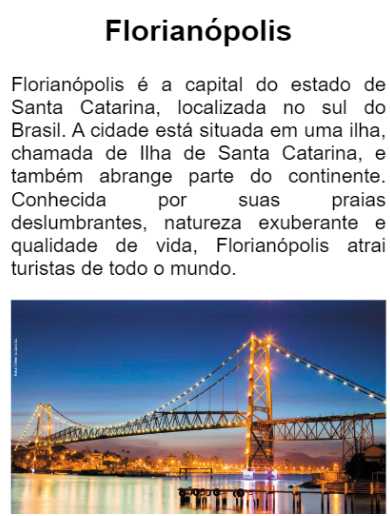 Florianópolis
Florianópolis é a capital do estado de
Santa Catarina, localizada no sul do
Brasil. A cidade está situada em uma ilha,
chamada de Ilha de Santa Catarina, e
também abrange parte do continente.
Conhecida por suas praias
deslumbrantes, natureza exuberante e
qualidade de vida, Florianópolis atrai
turistas de todo o mundo.